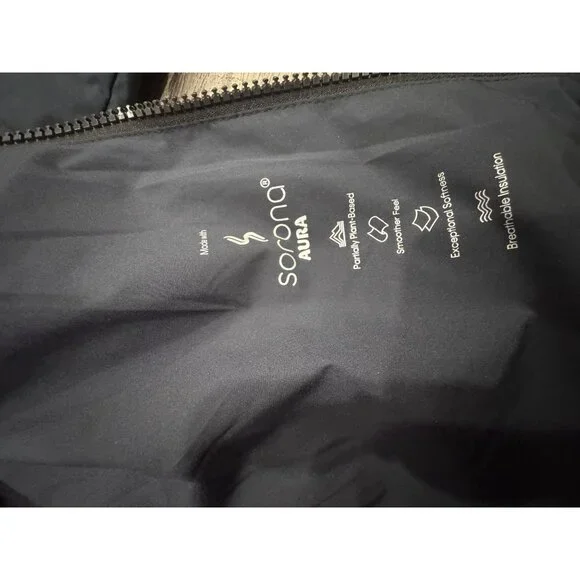 Made with
sorona®
AURA
Partially Plant-Based
Smoother Feel
Exceptional Softness
Breathable Insulation